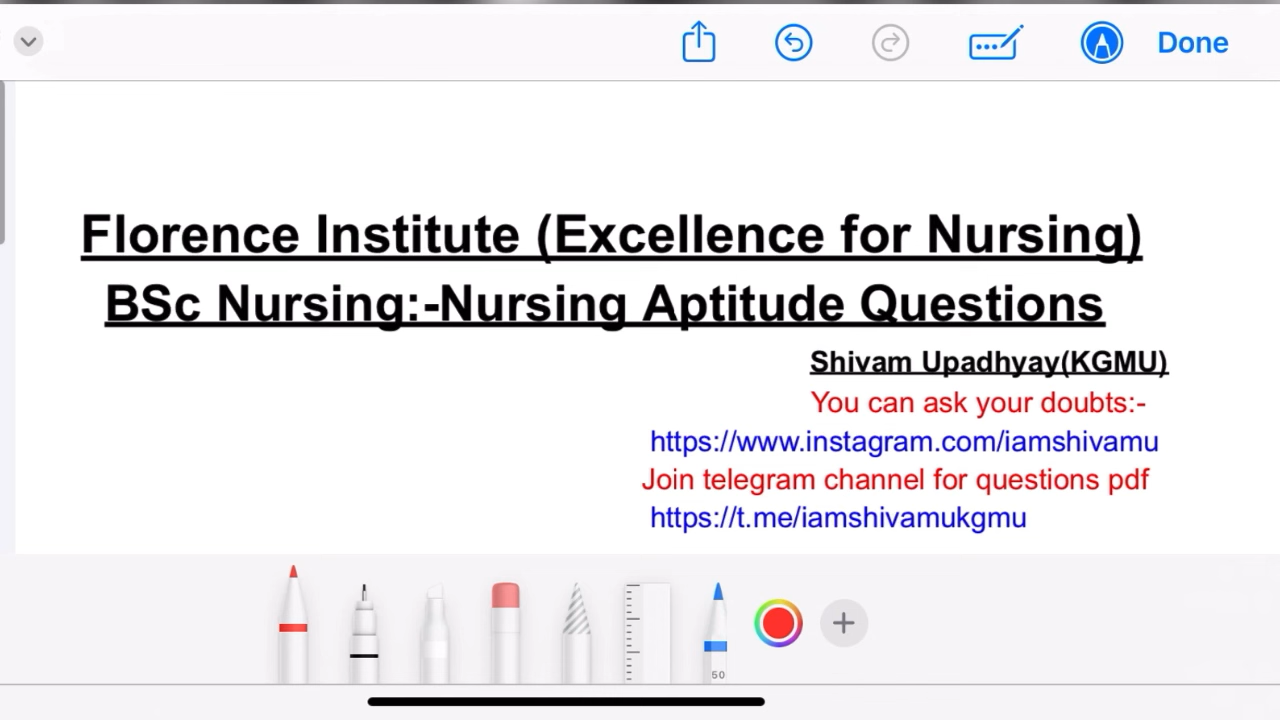 Done
Florence Institute (Excellence for Nursing)
BSc Nursing:-Nursing Aptitude Questions
Shivam Upadhyay(KGMU)
You can ask your doubts:-
https://www.instagram.com/iamshivamu
Join telegram channel for questions pdf
https://t.me/iamshivamukgmu
50